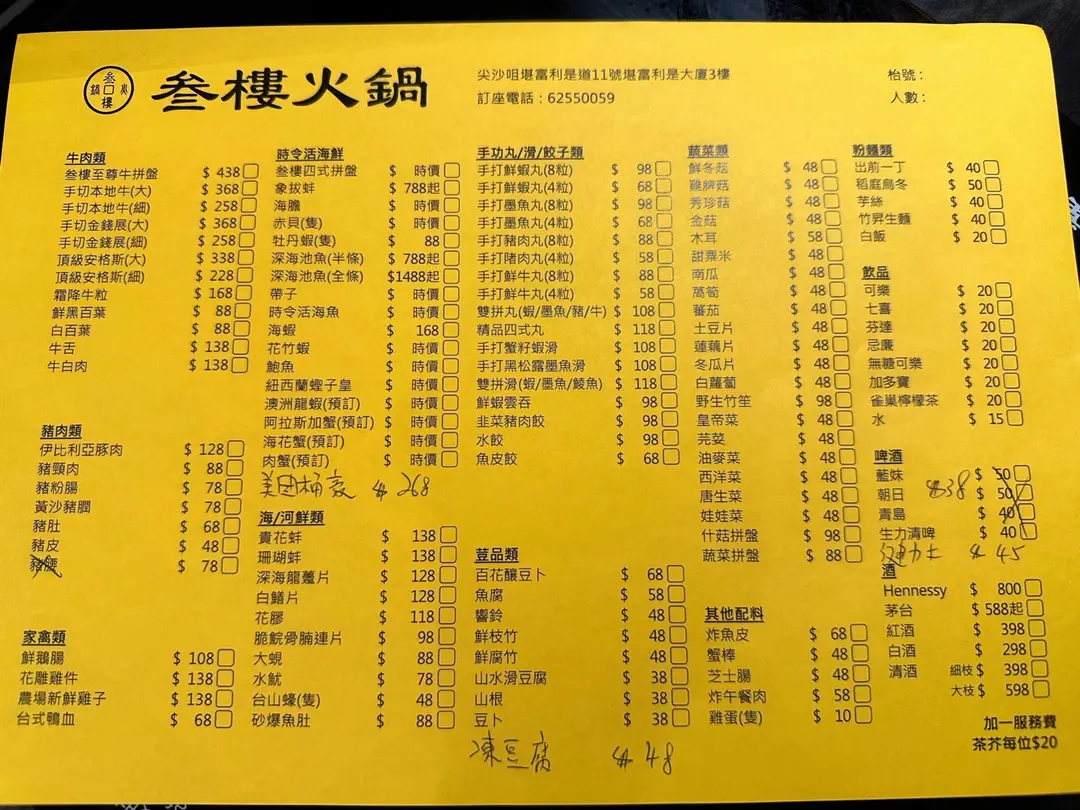 叁樓火鍋
叁樓火鍋
尖沙咀堪富利是道11號堪富利是大廈3樓
訂座電話：62550059
枱號：
人數：
牛肉類
叁樓至尊牛拼盤 $ 438
手切本地牛(大) $ 368
手切本地牛(細) $ 258
手切金錢展(大) $ 368
手切金錢展(細) $ 258
頂級安格斯(大) $ 338
頂級安格斯(細) $ 228
霜降牛粒 $ 168
鮮黑百葉 $ 88
白百葉 $ 88
牛舌 $ 138
牛白肉 $ 138
豬肉類
伊比利亞豚肉 $ 128
豬頸肉 $ 88
豬粉腸 $ 78
黃沙豬膶 $ 78
豬肚 $ 68
豬皮 $ 48
豬腰 $ 78
家禽類
鮮鵝腸 $ 108
花雕雞件 $ 138
農場新鮮雞子 $ 138
台式鴨血 $ 68
時令活海鮮
叁樓四式拼盤 $ 時價
象拔蚌 $ 788起
海膽 $ 時價
赤貝(隻) $ 時價
牡丹蝦(隻) $ 88
深海池魚(半條) $ 788起
深海池魚(全條) $1488起
帶子 $ 時價
時令活海魚 $ 時價
海蝦 $ 168
花竹蝦 $ 時價
鮑魚 $ 時價
紐西蘭蟶子皇 $ 時價
澳洲龍蝦(預訂) $ 時價
阿拉斯加蟹(預訂) $ 時價
海花蟹(預訂) $ 時價
肉蟹(預訂) $ 時價
美国桶蠔 $ 268
海/河鮮類
貴花蚌 $ 138
珊瑚蚌 $ 138
深海龍躉片 $ 128
白鱔片 $ 128
花膠 $ 118
脆鯇骨腩連片 $ 98
大蜆 $ 88
水魷 $ 78
台山蠔(隻) $ 48
砂爆魚肚 $ 88
手功丸/滑/餃子類
手打鮮蝦丸(8粒) $ 98
手打鮮蝦丸(4粒) $ 68
手打墨魚丸(8粒) $ 98
手打墨魚丸(4粒) $ 68
手打豬肉丸(8粒) $ 88
手打豬肉丸(4粒) $ 58
手打鮮牛丸(8粒) $ 88
手打鮮牛丸(4粒) $ 58
雙拼丸(蝦/墨魚/豬/牛) $ 108
精品四式丸 $ 118
手打蟹籽蝦滑 $ 108
手打黑松露墨魚滑 $ 108
雙拼滑(蝦/墨魚/鯪魚) $ 118
鮮蝦雲吞 $ 98
韭菜豬肉餃 $ 98
水餃 $ 98
魚皮餃 $ 68
荳品類
百花釀豆卜 $ 68
魚腐 $ 58
響鈴 $ 48
鮮枝竹 $ 48
鮮腐竹 $ 48
山水滑豆腐 $ 38
山根 $ 38
豆卜 $ 38
凍豆腐 $ 48
蔬菜類
鮮冬菇 $ 48
雞髀菇 $ 48
秀珍菇 $ 48
金菇 $ 48
木耳 $ 58
甜粟米 $ 48
南瓜 $ 48
萵筍 $ 48
蕃茄 $ 48
土豆片 $ 48
蓮藕片 $ 48
冬瓜片 $ 48
白蘿蔔 $ 48
野生竹笙 $ 98
皇帝菜 $ 48
芫荽 $ 48
油麥菜 $ 48
西洋菜 $ 48
唐生菜 $ 48
娃娃菜 $ 48
什菇拼盤 $ 98
蔬菜拼盤 $ 88
其他配料
炸魚皮 $ 68
蟹棒 $ 48
芝士腸 $ 48
炸午餐肉 $ 58
雞蛋(隻) $ 10
粉麵類
出前一丁 $ 40
稻庭烏冬 $ 50
芋絲 $ 40
竹昇生麵 $ 40
白飯 $ 20
飲品
可樂 $ 20
七喜 $ 20
芬達 $ 20
忌廉 $ 20
無糖可樂 $ 20
加多寶 $ 20
雀巢檸檬茶 $ 20
水 $ 15
啤酒
藍妹 $ 50
朝日 $38 $ 50
青島 $ 40
生力清啤 $ 40
健力士 $ 45
酒
Hennessy $ 800
茅台 $ 588起
紅酒 $ 398
白酒 $ 298
清酒 細枝 $ 398
大枝 $ 598
加一服務費
茶芥每位$20